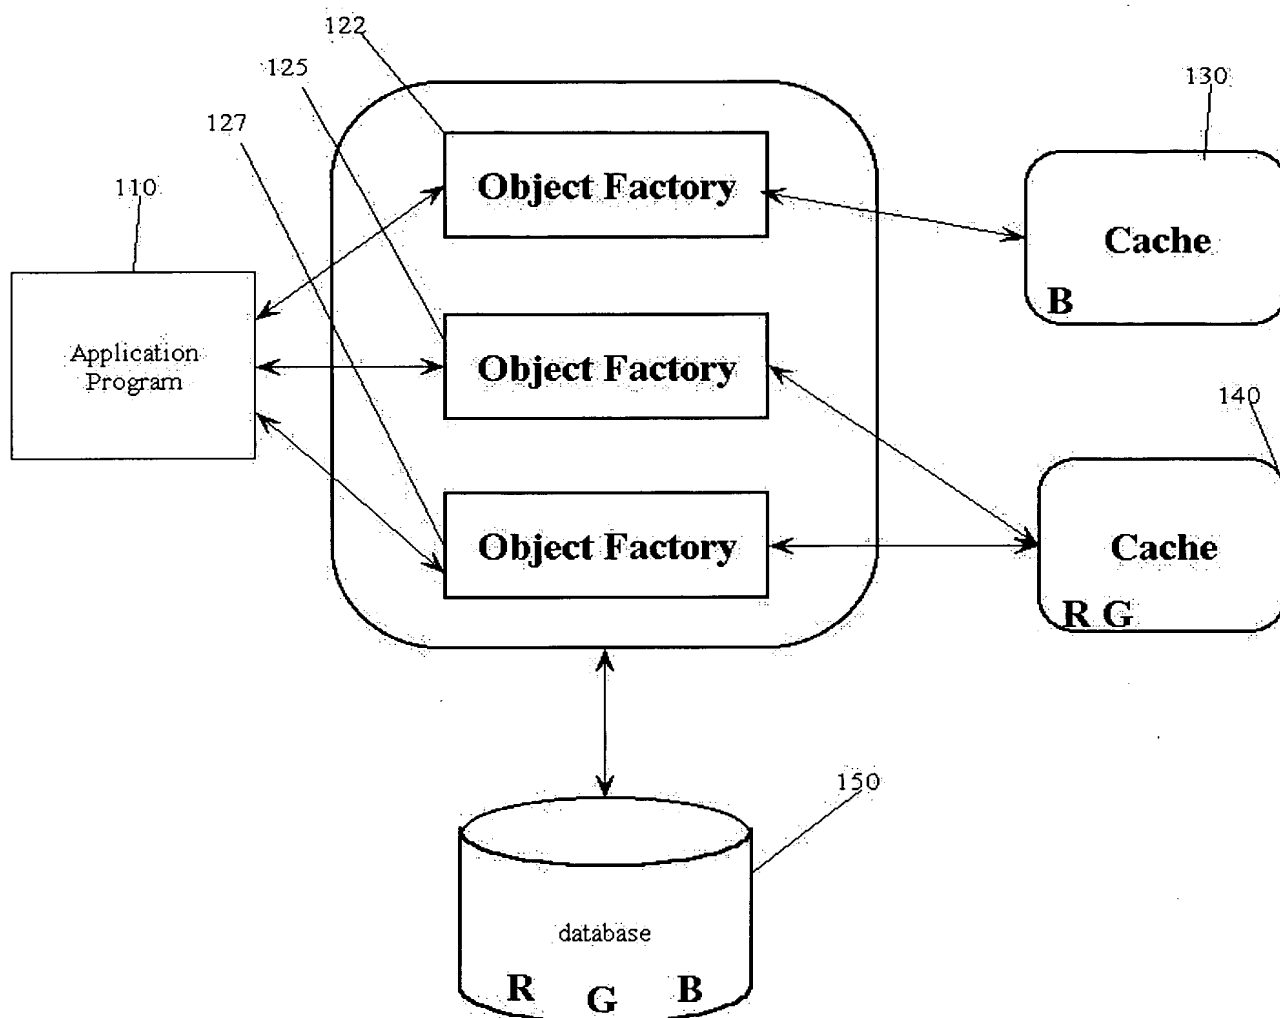 122
125
130
127
Object Factory
110
Cache
B
Application
Program
Object Factory
140
Object Factory
Cache
R G
150
database
R G B